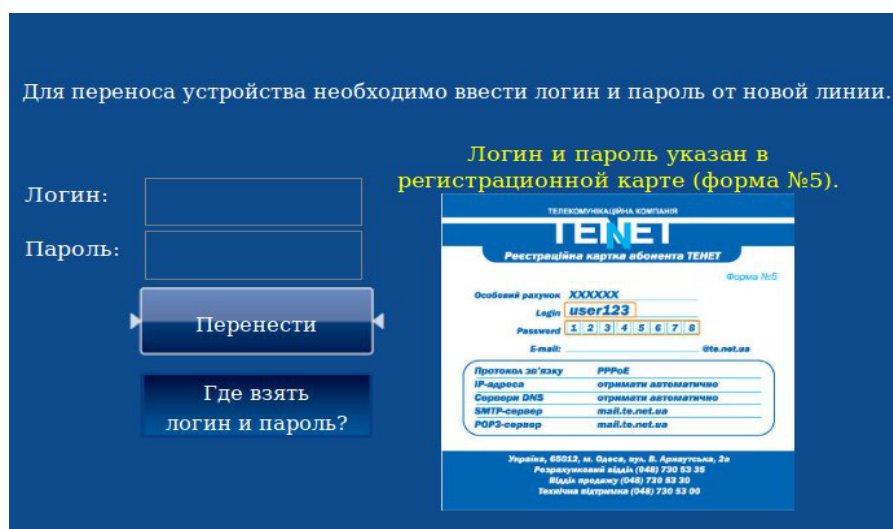 Для переноса устройства необходимо ввести логин и пароль от новой линии.
Логин и пароль указан в
регистрационной карте (форма №5).
Логин:
Пароль:
Перенести
Где взять
логин и пароль?
ТЕЛЕКОМУНІКАЦІЙНА КОМПАНІЯ
TENET
Реєстраційна картка абонента ТЕНЕТ
Форма №5
Особовий рахунок XXXXXX
Login user123
Password 1 2 3 4 5 6 7 8
E-mail: @te.net.ua
Протокол зв'язку PPPoE
IP-адреса отримати автоматично
Сервери DNS отримати автоматично
SMTP-сервер mail.te.net.ua
POP3-сервер mail.te.net.ua
Україна, 65012, м. Одеса, вул. В. Арнаутська, 2а
Розрахунковий відділ (048) 730 53 35
Відділ продажу (048) 730 53 30
Технічна підтримка (048) 730 53 00